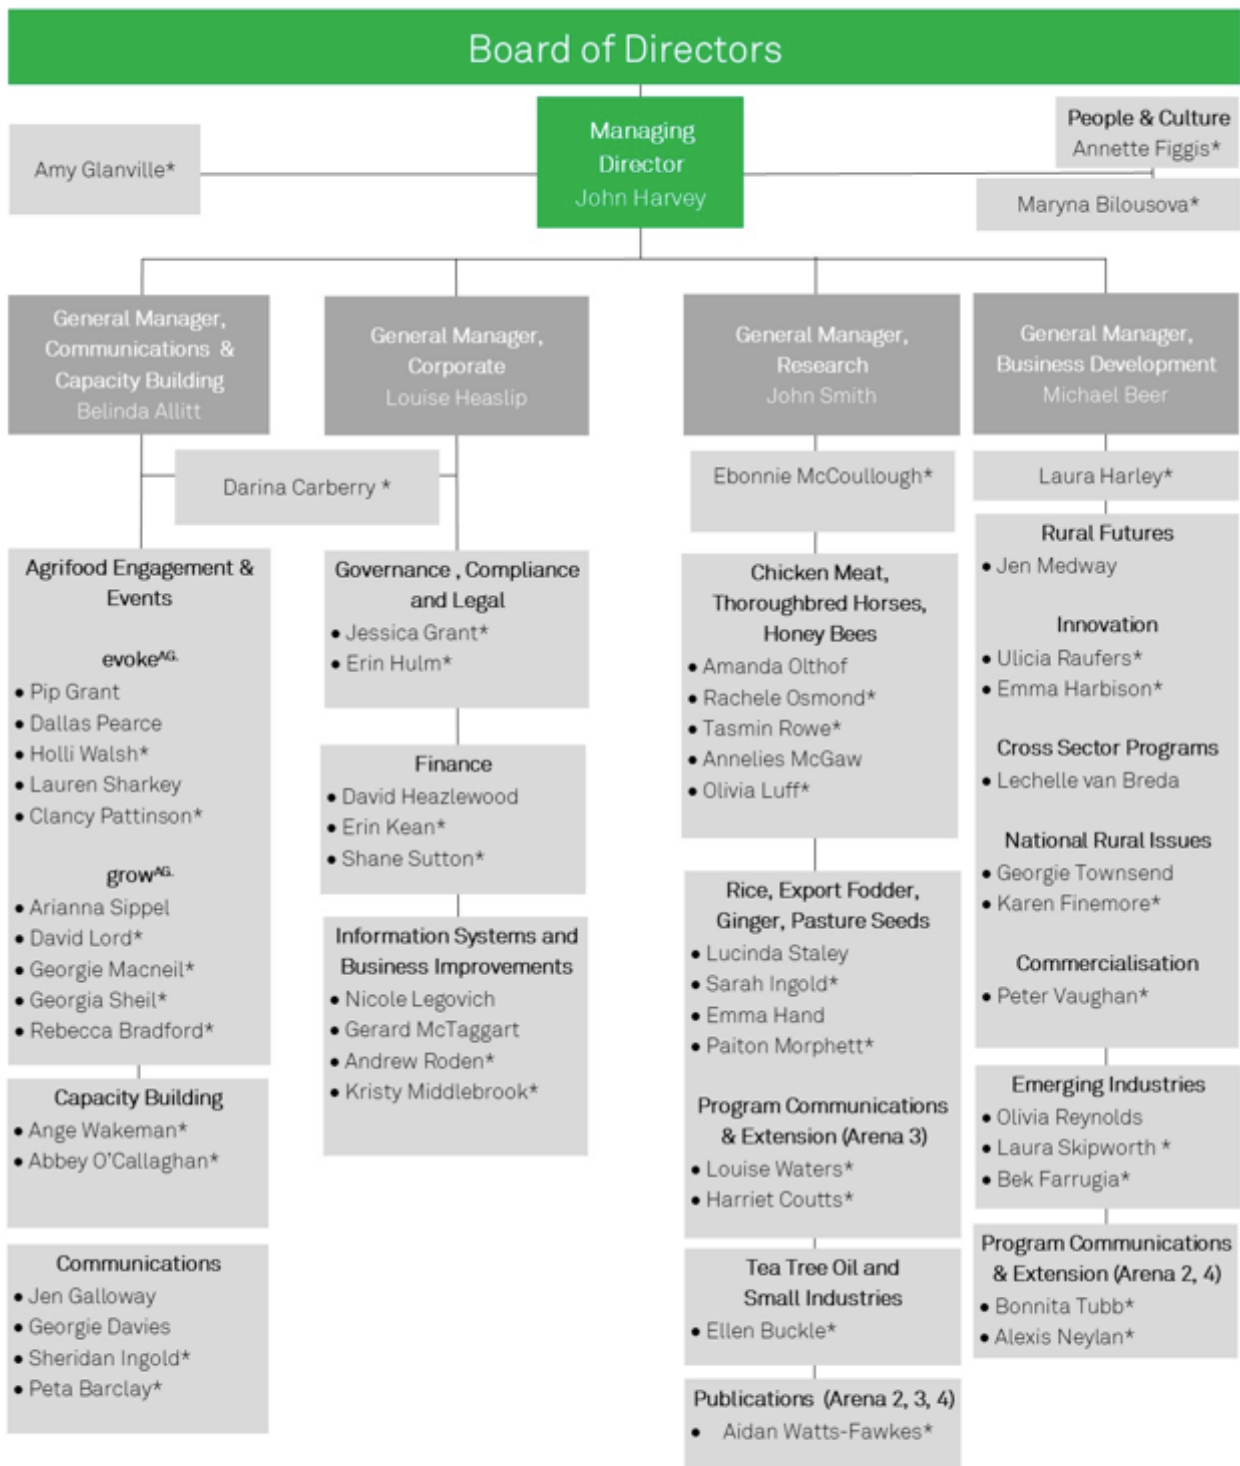 Board of Directors
Amy Glanville*
Managing
Director
John Harvey
People & Culture
Annette Figgis*
Maryna Bilousova*
General Manager,
Communications &
Capacity Building
Belinda Allitt
General Manager,
Corporate
Louise Heaslip
General Manager,
Research
John Smith
General Manager,
Business Development
Michael Beer
Darina Carberry *
Ebonnie McCoullough*
Laura Harley*
Agrifood Engagement &
Events
evokeᴬᴳ·
• Pip Grant
• Dallas Pearce
• Holli Walsh*
• Lauren Sharkey
• Clancy Pattinson*
growᴬᴳ·
• Arianna Sippel
• David Lord*
• Georgie Macneil*
• Georgia Sheil*
• Rebecca Bradford*
Capacity Building
• Ange Wakeman*
• Abbey O'Callaghan*
Communications
• Jen Galloway
• Georgie Davies
• Sheridan Ingold*
• Peta Barclay*
Governance , Compliance
and Legal
• Jessica Grant*
• Erin Hulm*
Finance
• David Heazlewood
• Erin Kean*
• Shane Sutton*
Information Systems and
Business Improvements
• Nicole Legovich
• Gerard McTaggart
• Andrew Roden*
• Kristy Middlebrook*
Chicken Meat,
Thoroughbred Horses,
Honey Bees
• Amanda Olthof
• Rachele Osmond*
• Tasmin Rowe*
• Annelies McGaw
• Olivia Luff*
Rice, Export Fodder,
Ginger, Pasture Seeds
• Lucinda Staley
• Sarah Ingold*
• Emma Hand
• Paiton Morphett*
Program Communications
& Extension (Arena 3)
• Louise Waters*
• Harriet Coutts*
Tea Tree Oil and
Small Industries
• Ellen Buckle*
Publications (Arena 2, 3, 4)
• Aidan Watts-Fawkes*
Rural Futures
• Jen Medway
Innovation
• Ulicia Raufers*
• Emma Harbison*
Cross Sector Programs
• Lechelle van Breda
National Rural Issues
• Georgie Townsend
• Karen Finemore*
Commercialisation
• Peter Vaughan*
Emerging Industries
• Olivia Reynolds
• Laura Skipworth *
• Bek Farrugia*
Program Communications
& Extension (Arena 2, 4)
• Bonnita Tubb*
• Alexis Neylan*